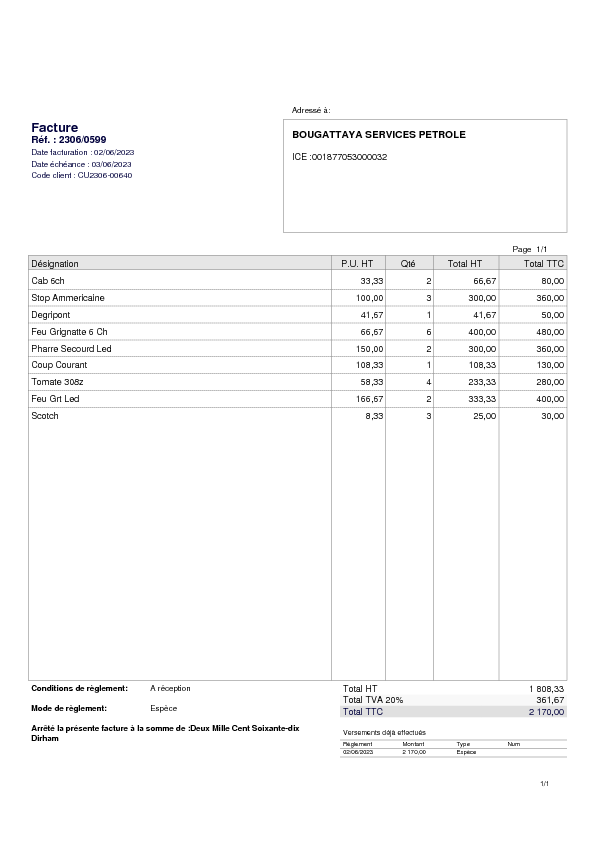 Adressé à:
Facture
Réf. : 2306/0599
Date facturation : 02/06/2023
Date échéance : 03/06/2023
Code client : CU2306-00640
BOUGATTAYA SERVICES PETROLE
ICE :001877053000032
Page 1/1
Désignation P.U. HT Qté Total HT Total TTC
Cab 6ch 33,33 2 66,67 80,00
Stop Ammericaine 100,00 3 300,00 360,00
Degripont 41,67 1 41,67 50,00
Feu Grignatte 6 Ch 66,67 6 400,00 480,00
Pharre Secourd Led 150,00 2 300,00 360,00
Coup Courant 108,33 1 108,33 130,00
Tomate 308z 58,33 4 233,33 280,00
Feu Grt Led 166,67 2 333,33 400,00
Scotch 8,33 3 25,00 30,00
Conditions de règlement: A réception
Mode de règlement: Espèce
Arrêté la présente facture à la somme de :Deux Mille Cent Soixante-dix
Dirham
Total HT 1 808,33
Total TVA 20% 361,67
Total TTC 2 170,00
Versements déjà effectués
Règlement Montant Type Num
02/06/2023 2 170,00 Espèce
1/1